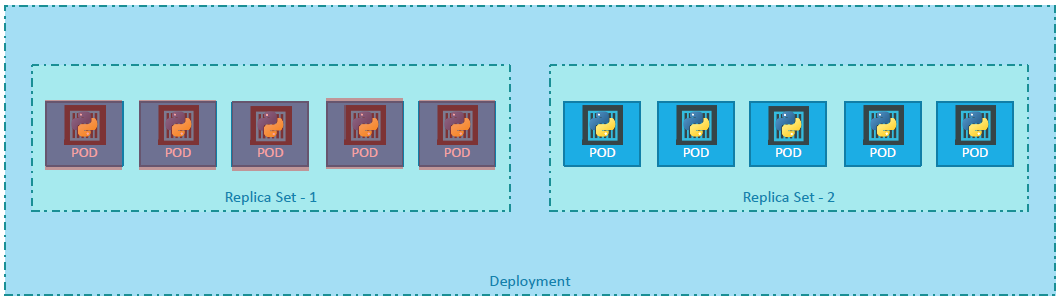 POD
POD
POD
POD
POD
Replica Set - 1
POD
POD
POD
POD
POD
Replica Set - 2
Deployment